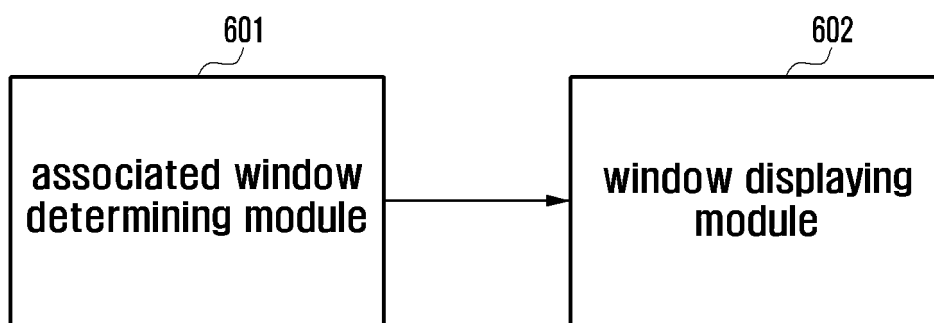 601
602
associated window
determining module
window displaying
module